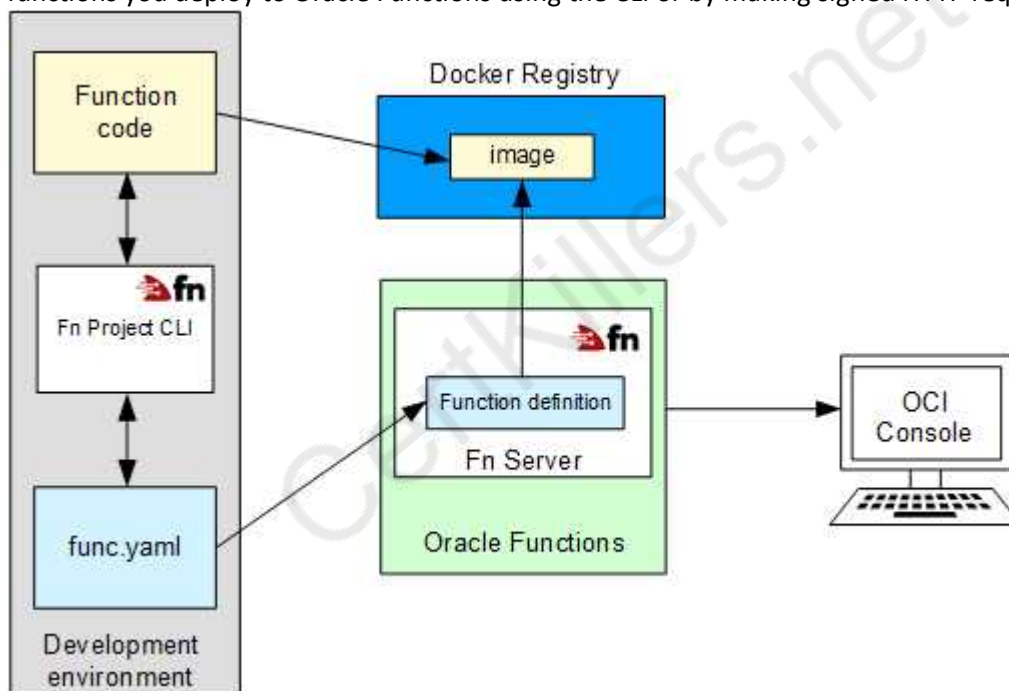 functions you deploy to Oracle Functions using the CLI or by making signed HTTP
Function
code
Docker Registry
image
fn
Fn Project CLI
fn
Function definition
Fn Server
OCI
Console
func.yaml
Oracle Functions
Development
environment
CertKillers.net